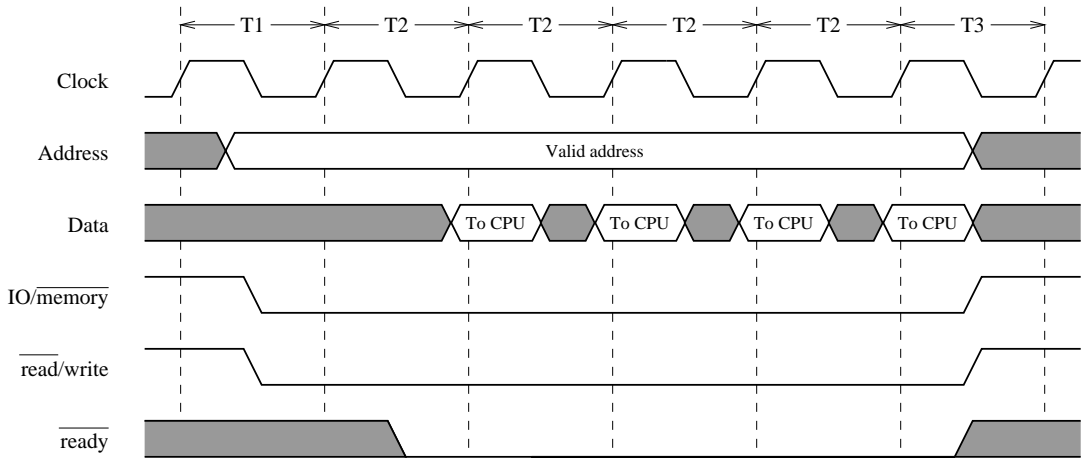 T1 T2 T2 T2 T2 T3
Clock
Address Valid address
Data To CPU To CPU To CPU To CPU
IO/memory
read/write
ready